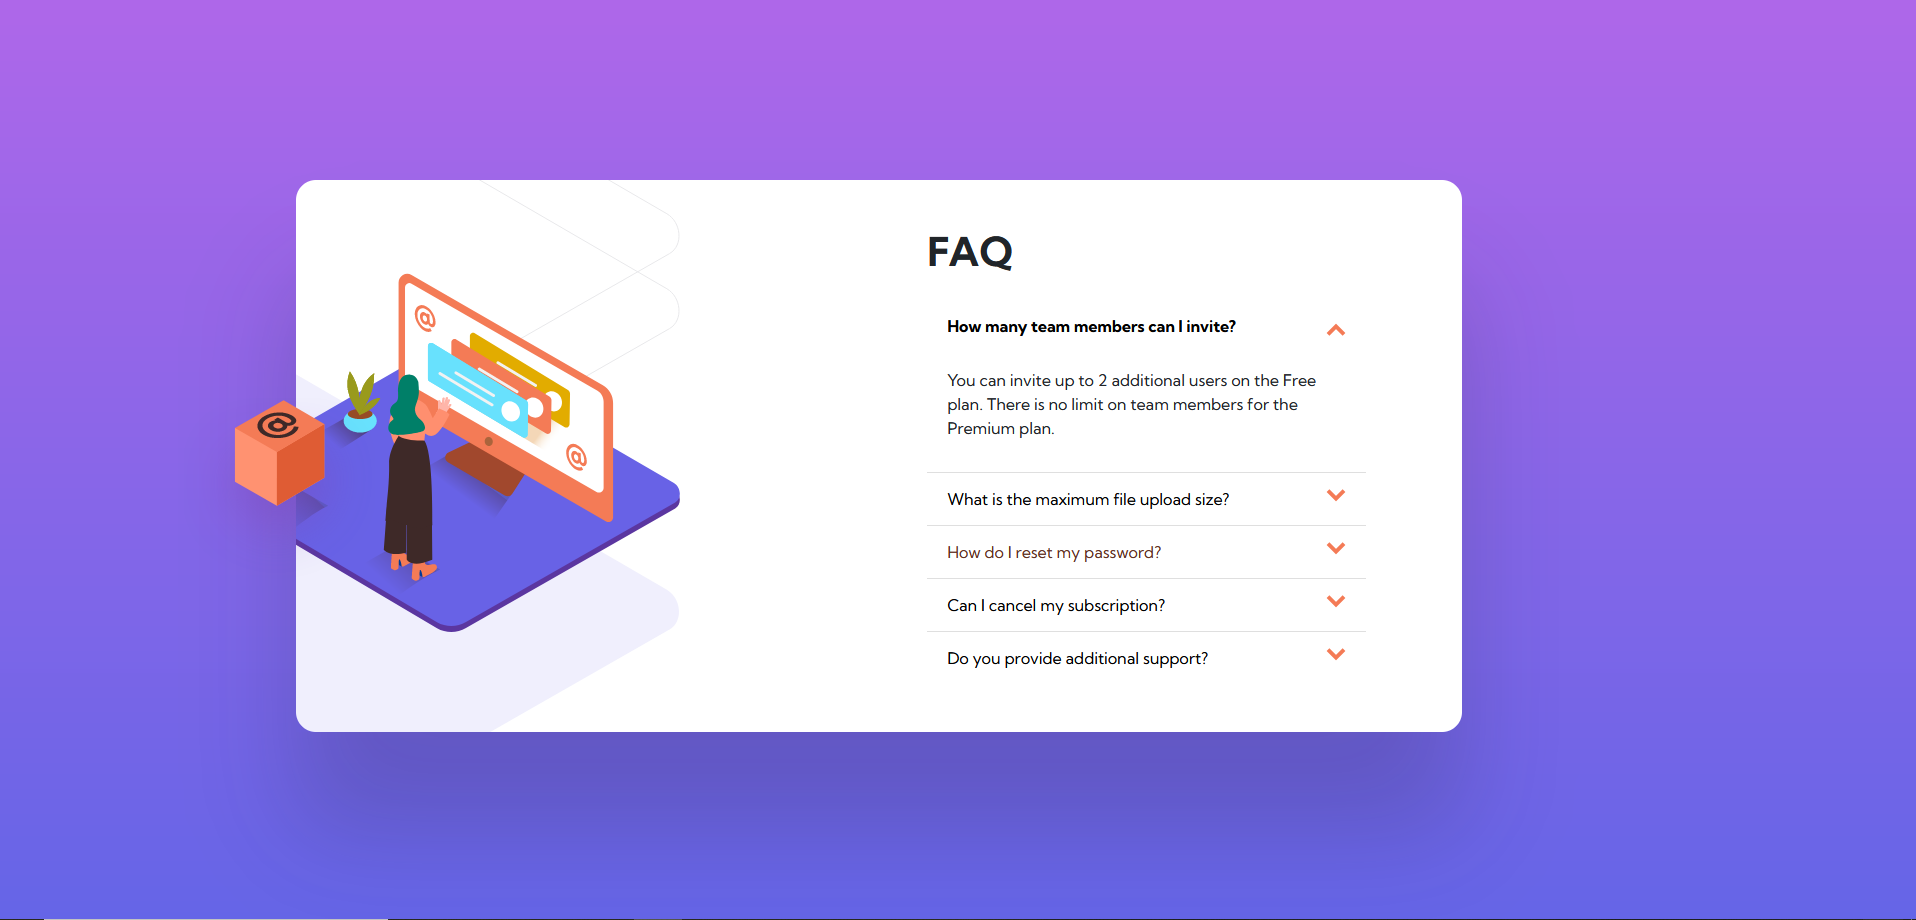 FAQ
How many team members can I invite?
You can invite up to 2 additional users on the Free
plan. There is no limit on team members for the
Premium plan.
What is the maximum file upload size?
How do I reset my password?
Can I cancel my subscription?
Do you provide additional support?
@
@
@